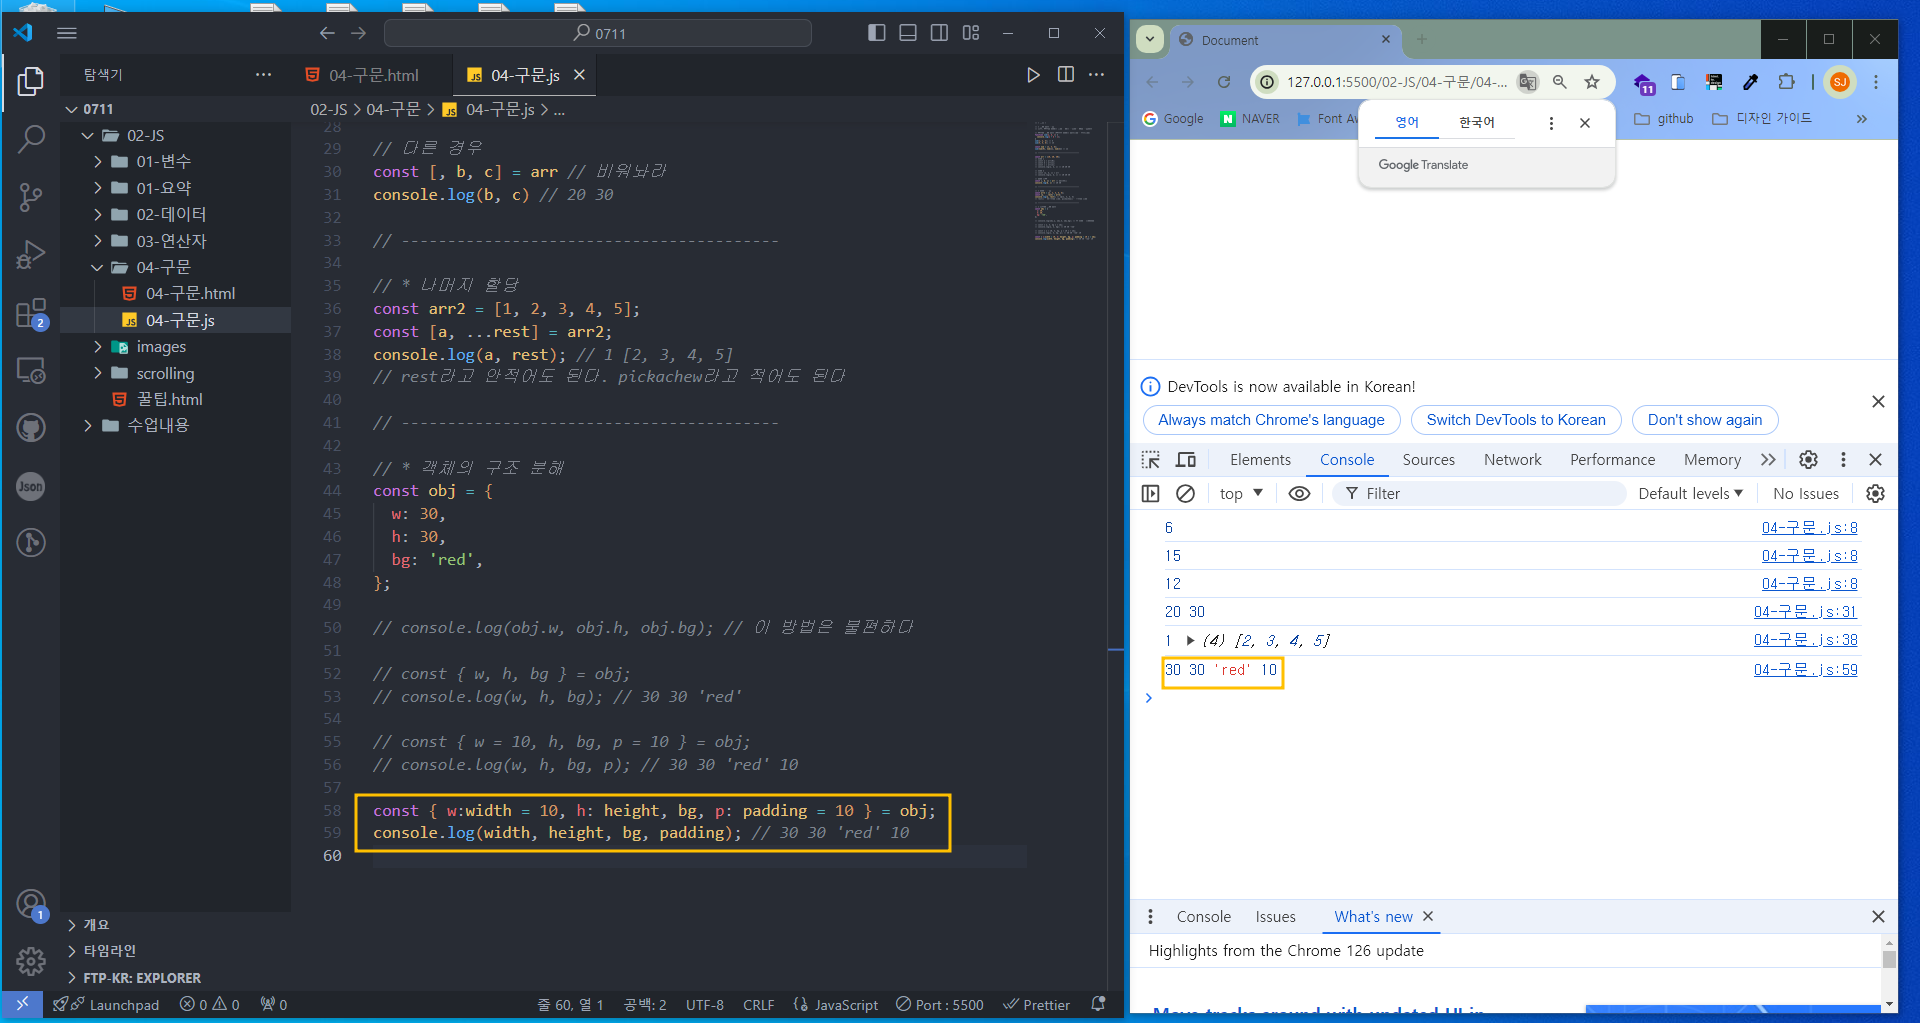 0711
탐색기
04-구문.html
JS 04-구문.js
0711
02-JS > 04-구문 > JS 04-구문.js > ...
02-JS
01-변수
01-요약
02-데이터
03-연산자
04-구문
04-구문.html
JS 04-구문.js
images
scrolling
꿀팁.html
수업내용
2
Json
1
개요
타임라인
FTP-KR: EXPLORER
28
29 // 다른 경우
30 const [, b, c] = arr // 비워놔라
31 console.log(b, c) // 20 30
32
33 // -----------------------------------------
34
35 // * 나머지 할당
36 const arr2 = [1, 2, 3, 4, 5];
37 const [a, ...rest] = arr2;
38 console.log(a, rest); // 1 [2, 3, 4, 5]
39 // rest라고 안적어도 된다. pickachew라고 적어도 된다
40
41 // -----------------------------------------
42
43 // * 객체의 구조 분해
44 const obj = {
45 w: 30,
46 h: 30,
47 bg: 'red',
48 };
49
50 // console.log(obj.w, obj.h, obj.bg); // 이 방법은 불편하다
51
52 // const { w, h, bg } = obj;
53 // console.log(w, h, bg); // 30 30 'red'
54
55 // const { w = 10, h, bg, p = 10 } = obj;
56 // console.log(w, h, bg, p); // 30 30 'red' 10
57
58 const { w:width = 10, h: height, bg, p: padding = 10 } = obj;
59 console.log(width, height, bg, padding); // 30 30 'red' 10
60
Launchpad 0 0 0 줄 60, 열 1 공백: 2 UTF-8 CRLF {} JavaScript Port : 5500 Prettier
Document
127.0.0.1:5500/02-JS/04-구문/04-...
11
SJ
Google NAVER Font Aw github 디자인 가이드
영어 한국어
Google Translate
DevTools is now available in Korean!
Always match Chrome's language Switch DevTools to Korean Don't show again
Elements Console Sources Network Performance Memory
top Filter Default levels No Issues
6 04-구문.js:8
15 04-구문.js:8
12 04-구문.js:8
20 30 04-구문.js:31
1 (4) [2, 3, 4, 5] 04-구문.js:38
30 30 'red' 10 04-구문.js:59
Console Issues What's new
Highlights from the Chrome 126 update